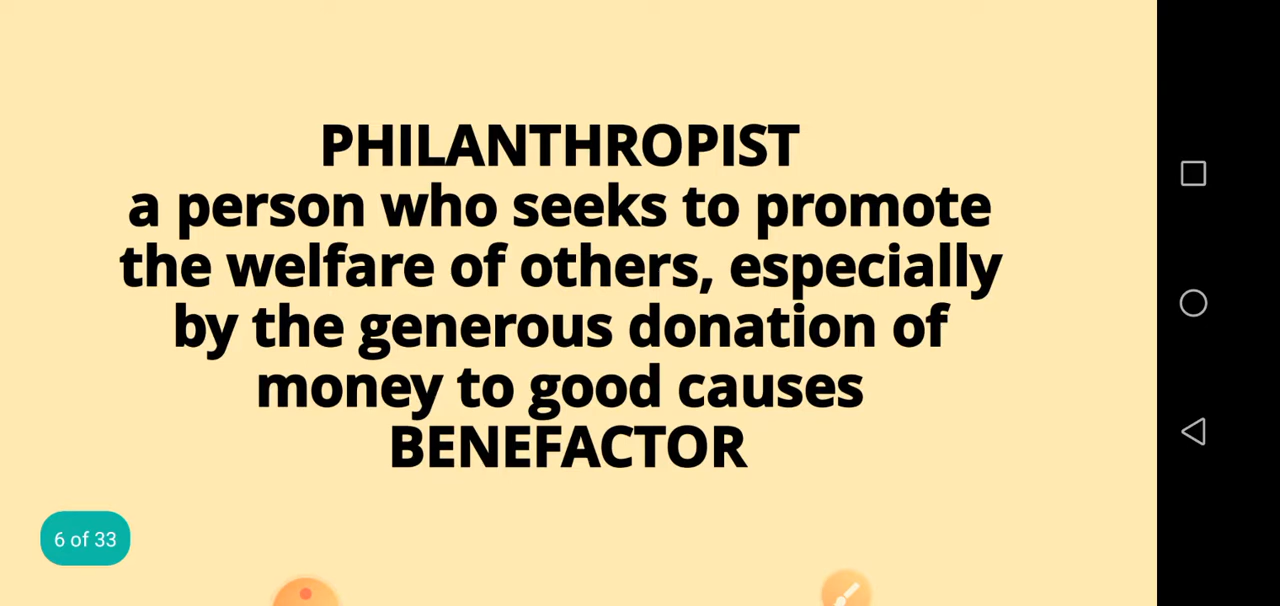 PHILANTHROPIST
a person who seeks to promote
the welfare of others, especially
by the generous donation of
money to good causes
BENEFACTOR
6 of 33